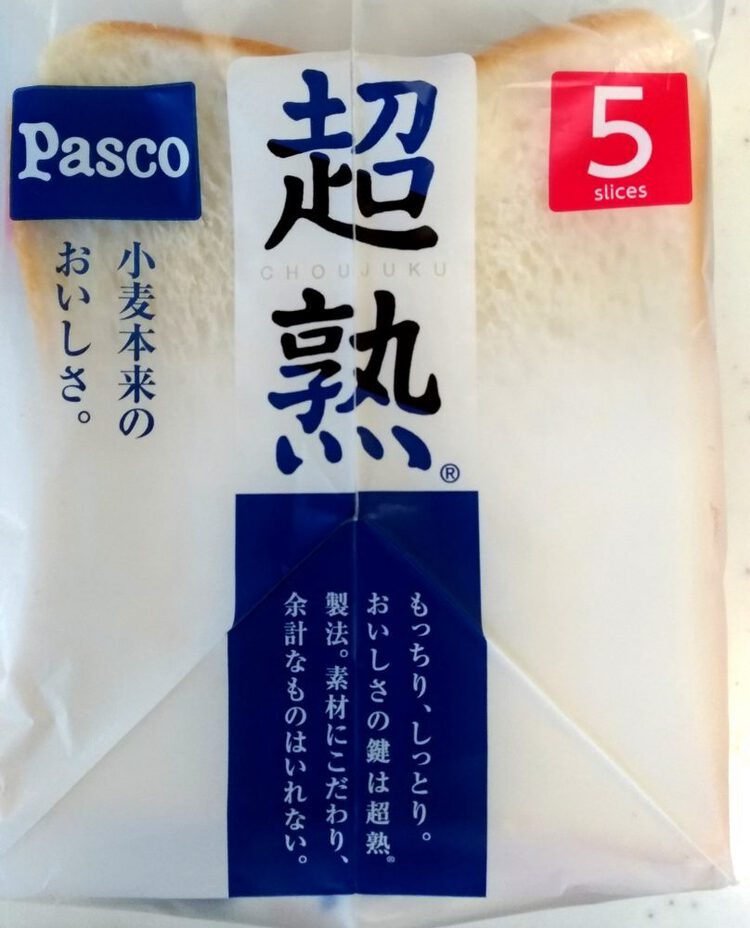 Pasco
超熟
CHOUJUKU
®
5
slices
小麦本来の
おいしさ。
もっちり、しっとり。
おいしさの鍵は超熟®
製法。素材にこだわり、
余計なものはいれない。